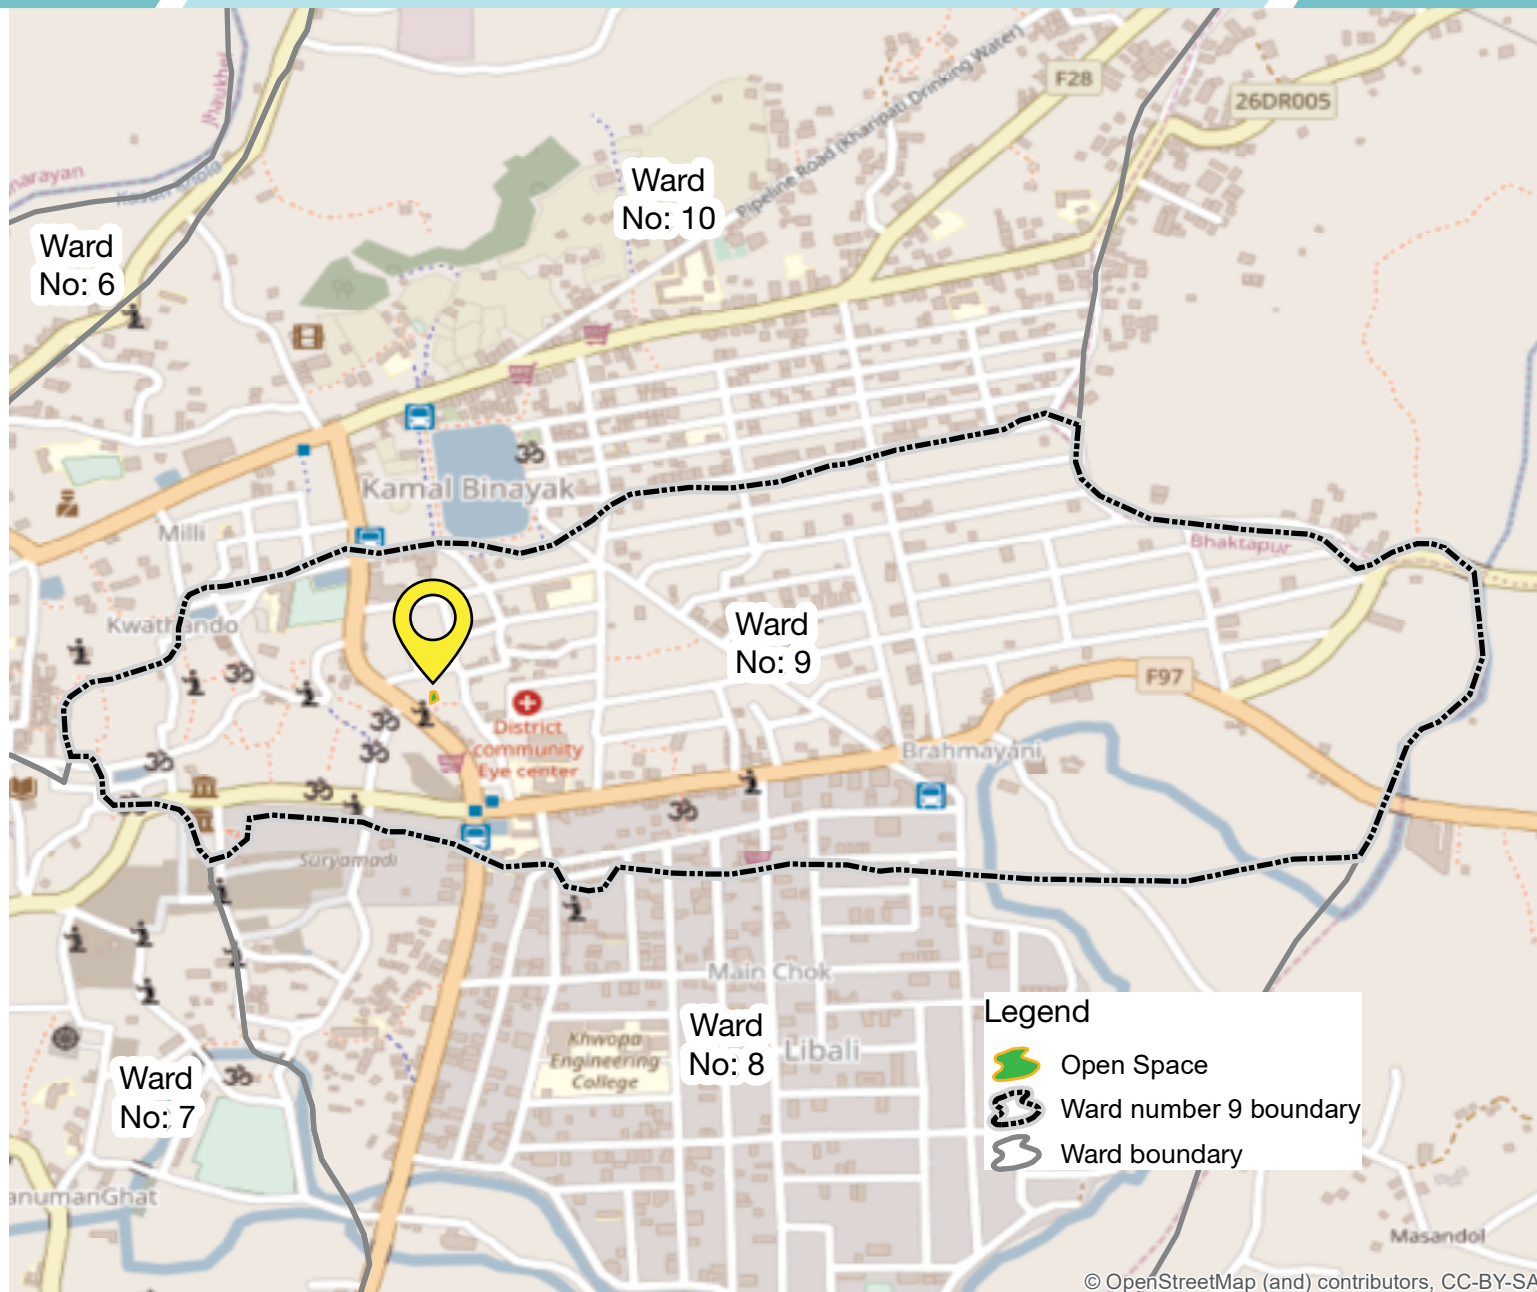 Jhaukhel
narayan
Kasan Khola
F28
26DR005
Pipeline Road (Kharipati Drinking Water)
Ward
No: 10
Ward
No: 6
Kamal Binayak
Milli
Bhaktapur
Kwathando
Ward
No: 9
F97
District
community
Eye center
Brahmayani
Suryamadi
Main Chok
Khwopa
Engineering
College
Ward
No: 8
Libali
Ward
No: 7
anumanGhat
Legend
Open Space
Ward number 9 boundary
Ward boundary
Masandol
© OpenStreetMap (and) contributors, CC-BY-SA